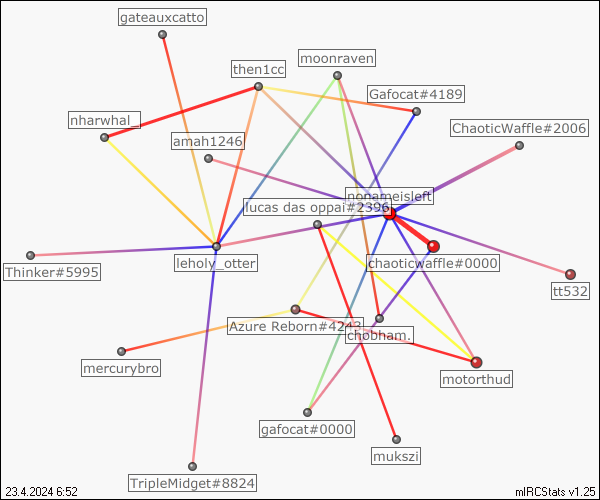 gateauxcatto
moonraven
then1cc
Gafocat#4189
nharwhal_
ChaoticWaffle#2006
amah1246
nonameisleft
lucas das oppai#2396
leholy_otter
chaoticwaffle#0000
Thinker#5995
tt532
Azure Reborn#4243
chobham.
mercurybro
motorthud
gafocat#0000
mukszi
TripleMidget#8824
23.4.2024 6:52
mIRCStats v1.25